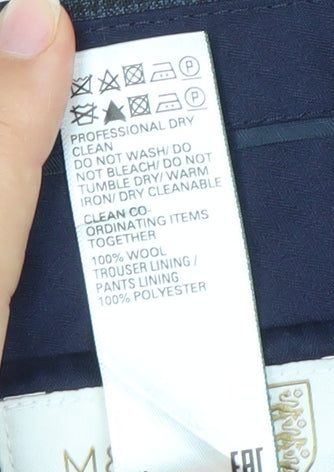 P
P
PROFESSIONAL DRY
CLEAN
DO NOT WASH/ DO
NOT BLEACH/ DO NOT
TUMBLE DRY/ WARM
IRON/ DRY CLEANABLE
CLEAN CO-
ORDINATING ITEMS
TOGETHER
100% WOOL
TROUSER LINING /
PANTS LINING
100% POLYESTER
EAC
M&